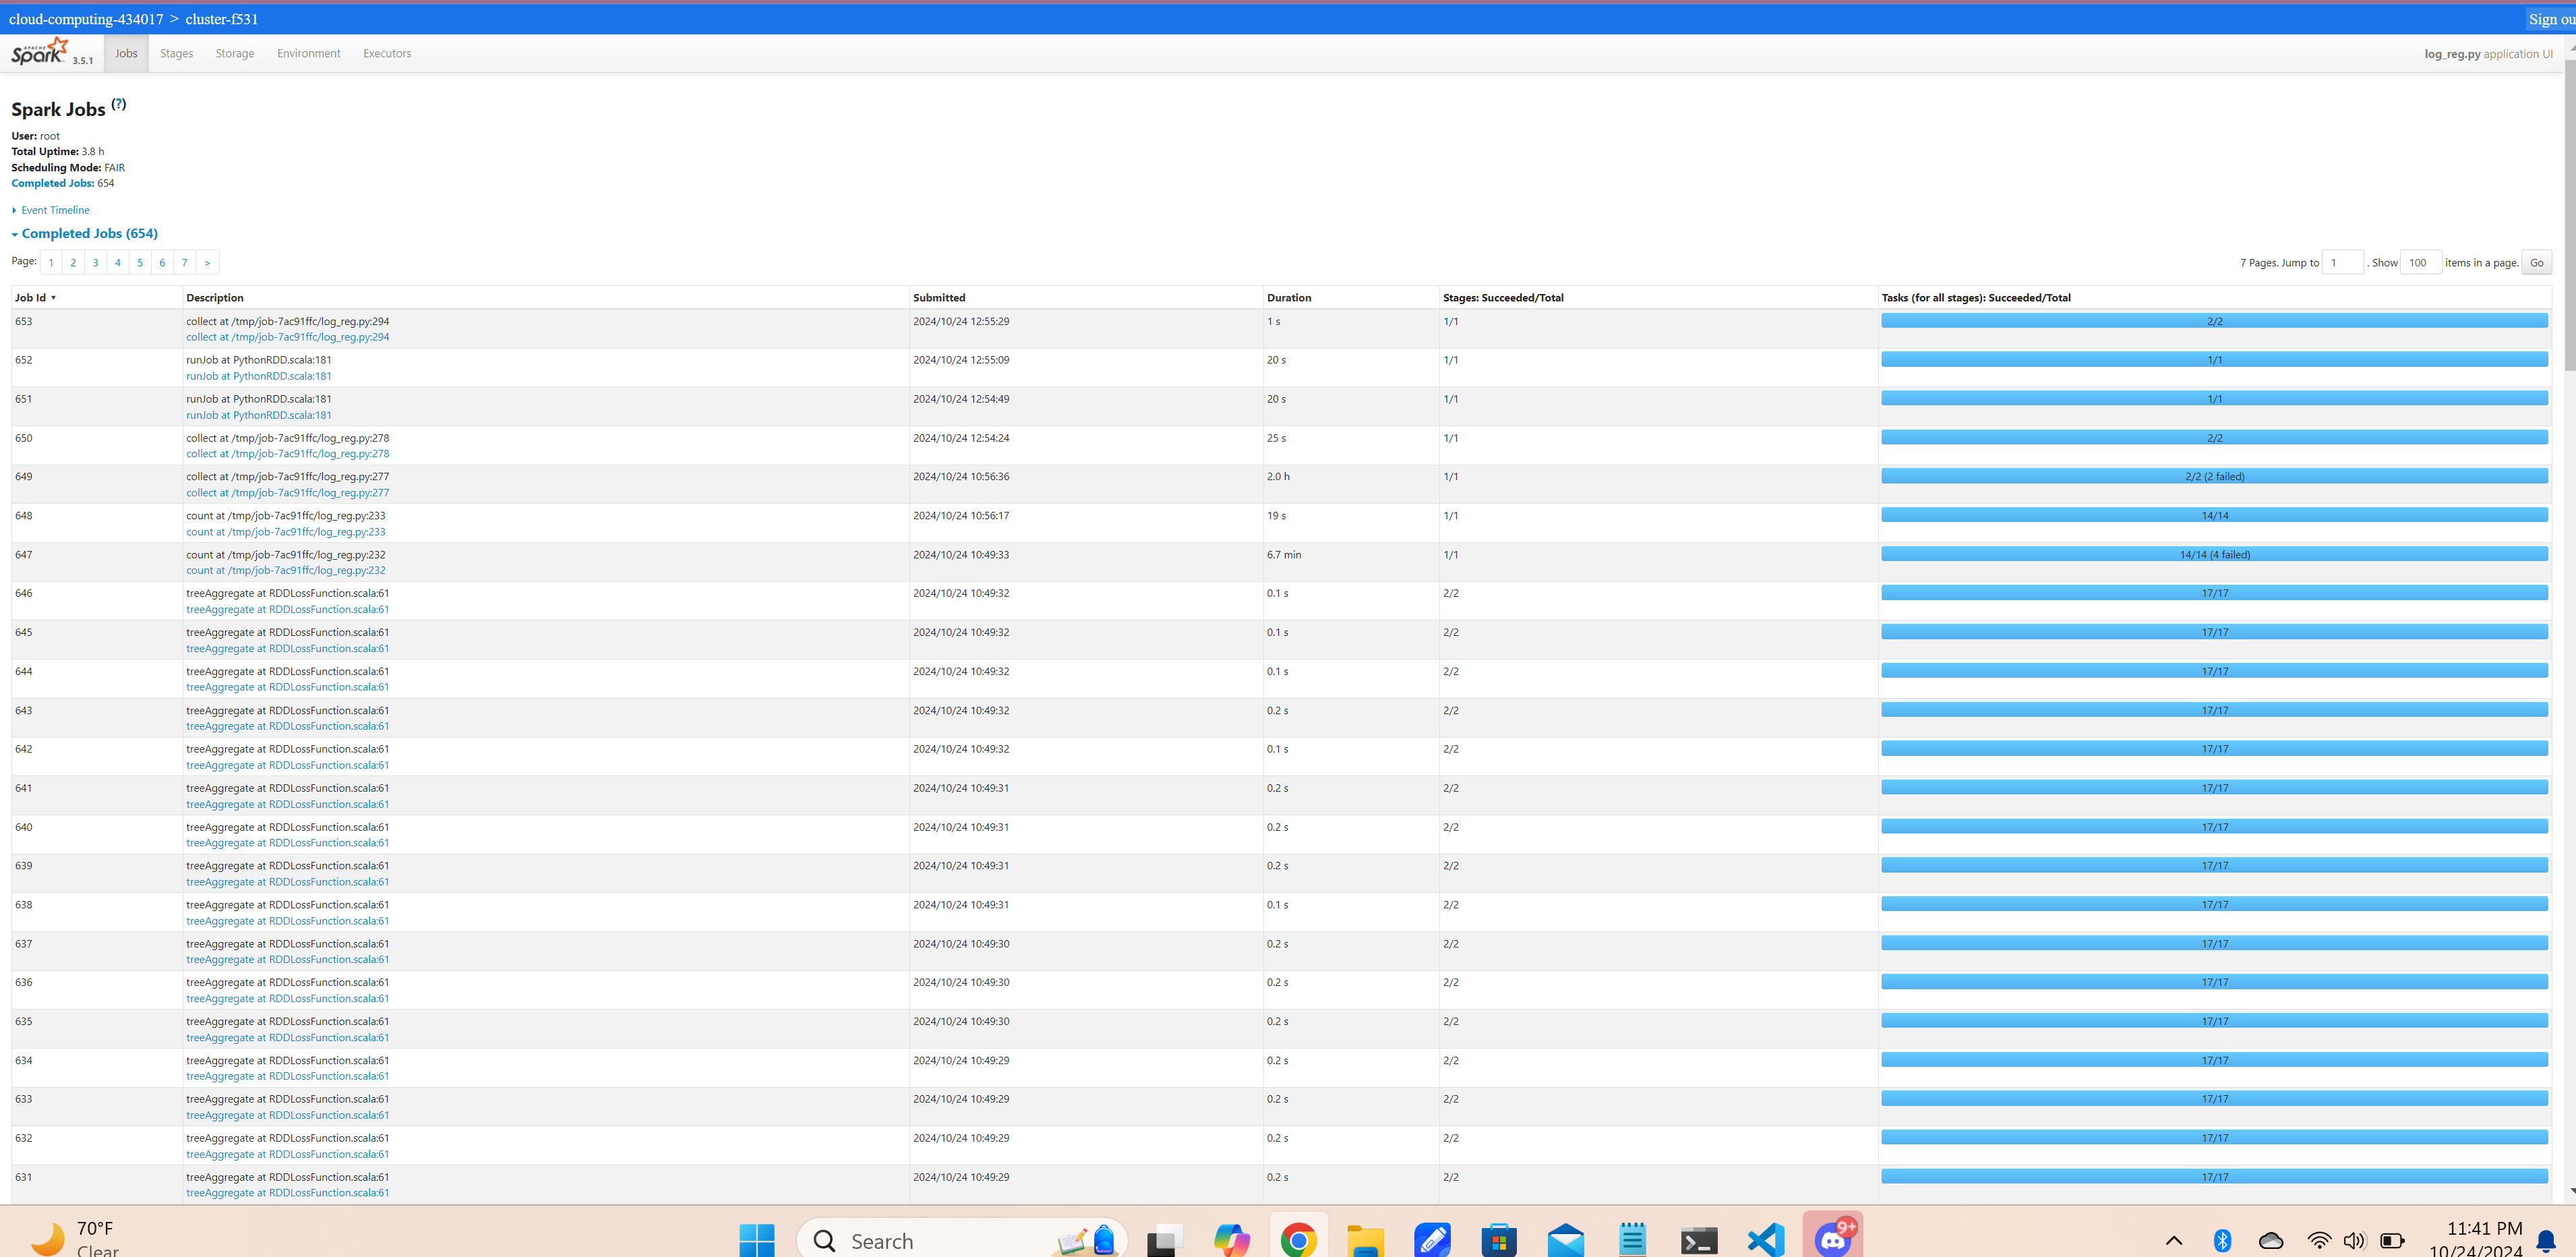 cloud-computing-434017 > cluster-f531
Sign ou
APACHE Spark 3.5.1 Jobs Stages Storage Environment Executors log_reg.py application UI
Spark Jobs (?)
User: root
Total Uptime: 3.8 h
Scheduling Mode: FAIR
Completed Jobs: 654
Event Timeline
Completed Jobs (654)
Page: 1 2 3 4 5 6 7 > 7 Pages. Jump to 1 . Show 100 items in a page. Go
Job Id ▾ Description Submitted Duration Stages: Succeeded/Total Tasks (for all stages): Succeeded/Total
653 collect at /tmp/job-7ac91ffc/log_reg.py:294 2024/10/24 12:55:29 1 s 1/1 2/2
collect at /tmp/job-7ac91ffc/log_reg.py:294
652 runJob at PythonRDD.scala:181 2024/10/24 12:55:09 20 s 1/1 1/1
runJob at PythonRDD.scala:181
651 runJob at PythonRDD.scala:181 2024/10/24 12:54:49 20 s 1/1 1/1
runJob at PythonRDD.scala:181
650 collect at /tmp/job-7ac91ffc/log_reg.py:278 2024/10/24 12:54:24 25 s 1/1 2/2
collect at /tmp/job-7ac91ffc/log_reg.py:278
649 collect at /tmp/job-7ac91ffc/log_reg.py:277 2024/10/24 10:56:36 2.0 h 1/1 2/2 (2 failed)
collect at /tmp/job-7ac91ffc/log_reg.py:277
648 count at /tmp/job-7ac91ffc/log_reg.py:233 2024/10/24 10:56:17 19 s 1/1 14/14
count at /tmp/job-7ac91ffc/log_reg.py:233
647 count at /tmp/job-7ac91ffc/log_reg.py:232 2024/10/24 10:49:33 6.7 min 1/1 14/14 (4 failed)
count at /tmp/job-7ac91ffc/log_reg.py:232
646 treeAggregate at RDDLossFunction.scala:61 2024/10/24 10:49:32 0.1 s 2/2 17/17
treeAggregate at RDDLossFunction.scala:61
645 treeAggregate at RDDLossFunction.scala:61 2024/10/24 10:49:32 0.1 s 2/2 17/17
treeAggregate at RDDLossFunction.scala:61
644 treeAggregate at RDDLossFunction.scala:61 2024/10/24 10:49:32 0.1 s 2/2 17/17
treeAggregate at RDDLossFunction.scala:61
643 treeAggregate at RDDLossFunction.scala:61 2024/10/24 10:49:32 0.2 s 2/2 17/17
treeAggregate at RDDLossFunction.scala:61
642 treeAggregate at RDDLossFunction.scala:61 2024/10/24 10:49:32 0.1 s 2/2 17/17
treeAggregate at RDDLossFunction.scala:61
641 treeAggregate at RDDLossFunction.scala:61 2024/10/24 10:49:31 0.2 s 2/2 17/17
treeAggregate at RDDLossFunction.scala:61
640 treeAggregate at RDDLossFunction.scala:61 2024/10/24 10:49:31 0.2 s 2/2 17/17
treeAggregate at RDDLossFunction.scala:61
639 treeAggregate at RDDLossFunction.scala:61 2024/10/24 10:49:31 0.2 s 2/2 17/17
treeAggregate at RDDLossFunction.scala:61
638 treeAggregate at RDDLossFunction.scala:61 2024/10/24 10:49:31 0.1 s 2/2 17/17
treeAggregate at RDDLossFunction.scala:61
637 treeAggregate at RDDLossFunction.scala:61 2024/10/24 10:49:30 0.2 s 2/2 17/17
treeAggregate at RDDLossFunction.scala:61
636 treeAggregate at RDDLossFunction.scala:61 2024/10/24 10:49:30 0.2 s 2/2 17/17
treeAggregate at RDDLossFunction.scala:61
635 treeAggregate at RDDLossFunction.scala:61 2024/10/24 10:49:30 0.2 s 2/2 17/17
treeAggregate at RDDLossFunction.scala:61
634 treeAggregate at RDDLossFunction.scala:61 2024/10/24 10:49:29 0.2 s 2/2 17/17
treeAggregate at RDDLossFunction.scala:61
633 treeAggregate at RDDLossFunction.scala:61 2024/10/24 10:49:29 0.2 s 2/2 17/17
treeAggregate at RDDLossFunction.scala:61
632 treeAggregate at RDDLossFunction.scala:61 2024/10/24 10:49:29 0.2 s 2/2 17/17
treeAggregate at RDDLossFunction.scala:61
631 treeAggregate at RDDLossFunction.scala:61 2024/10/24 10:49:29 0.2 s 2/2 17/17
treeAggregate at RDDLossFunction.scala:61
70°F
Clear
Search
9+
11:41 PM
10/24/2024